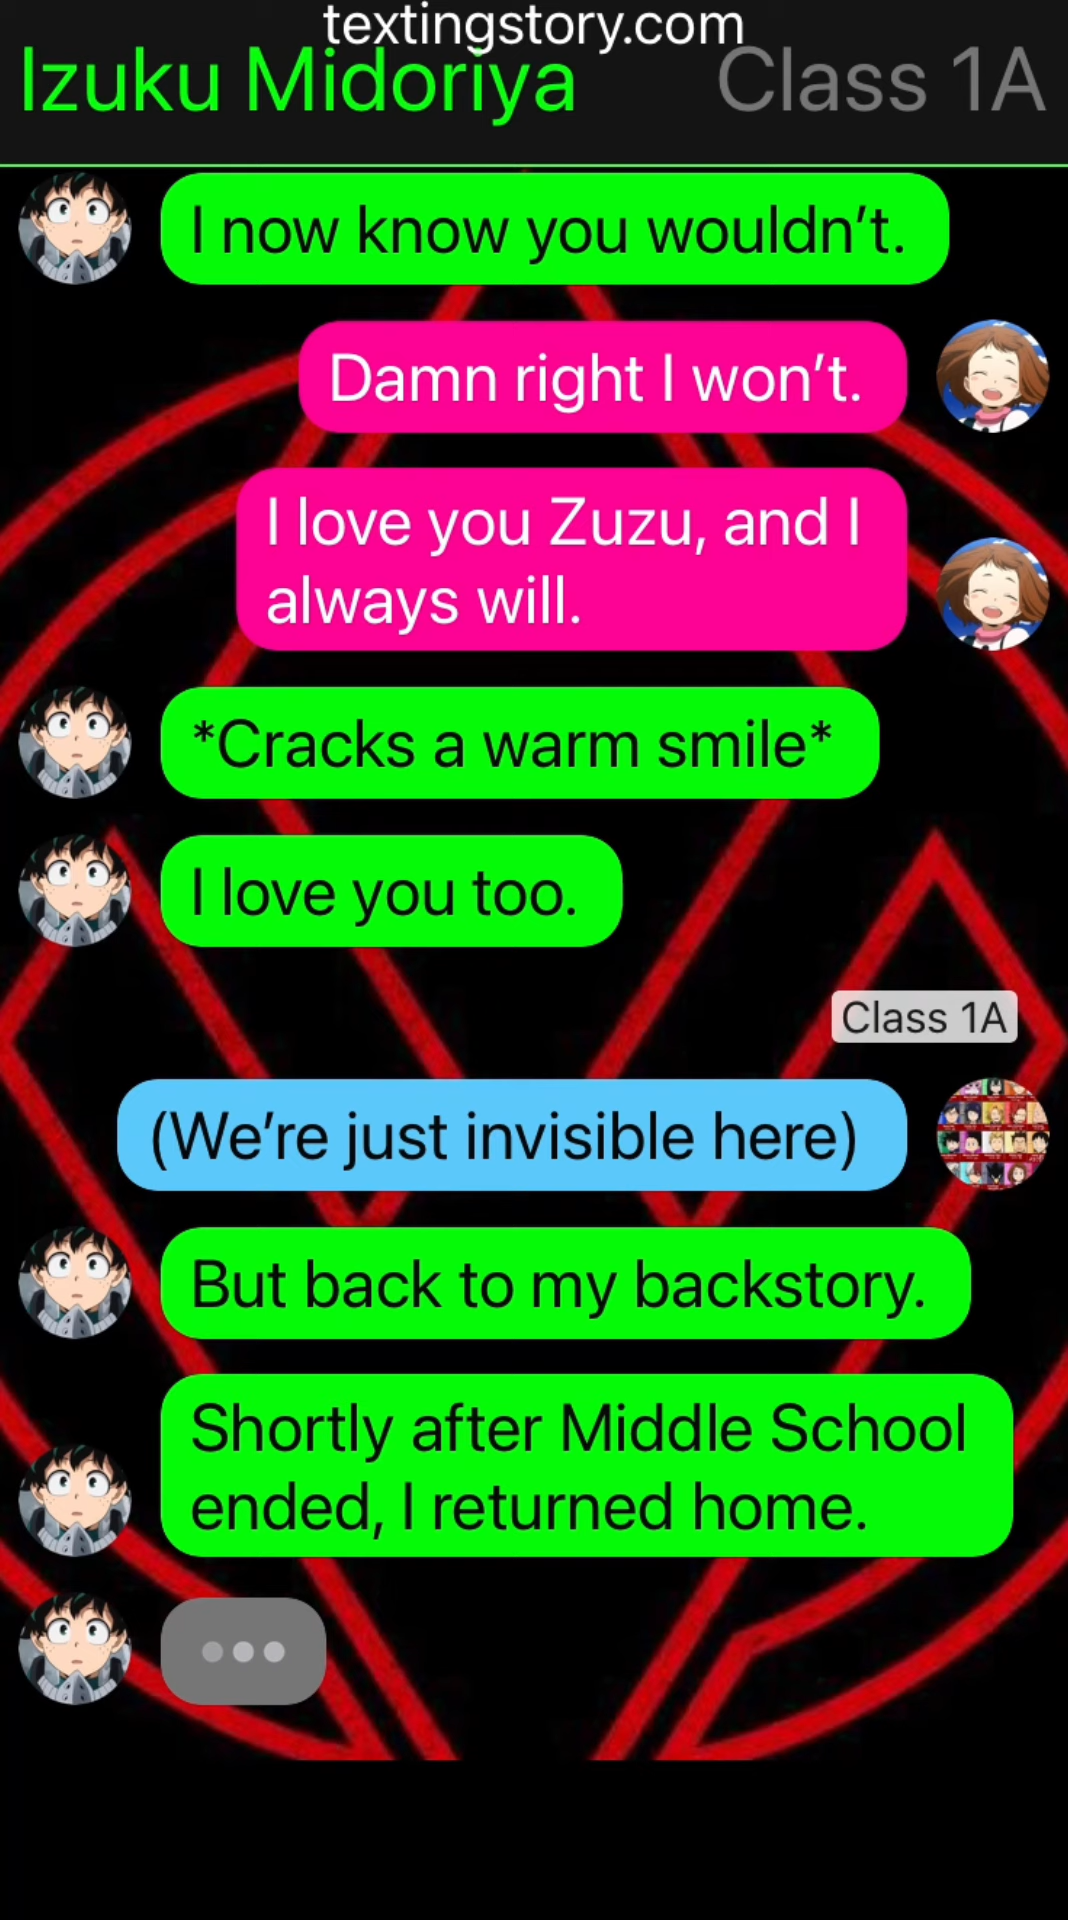 textingstory.com
Izuku Midoriya Class 1A
I now know you wouldn’t.
Damn right I won’t.
I love you Zuzu, and I
always will.
*Cracks a warm smile*
I love you too.
Class 1A
(We’re just invisible here)
But back to my backstory.
Shortly after Middle School
ended, I returned home.